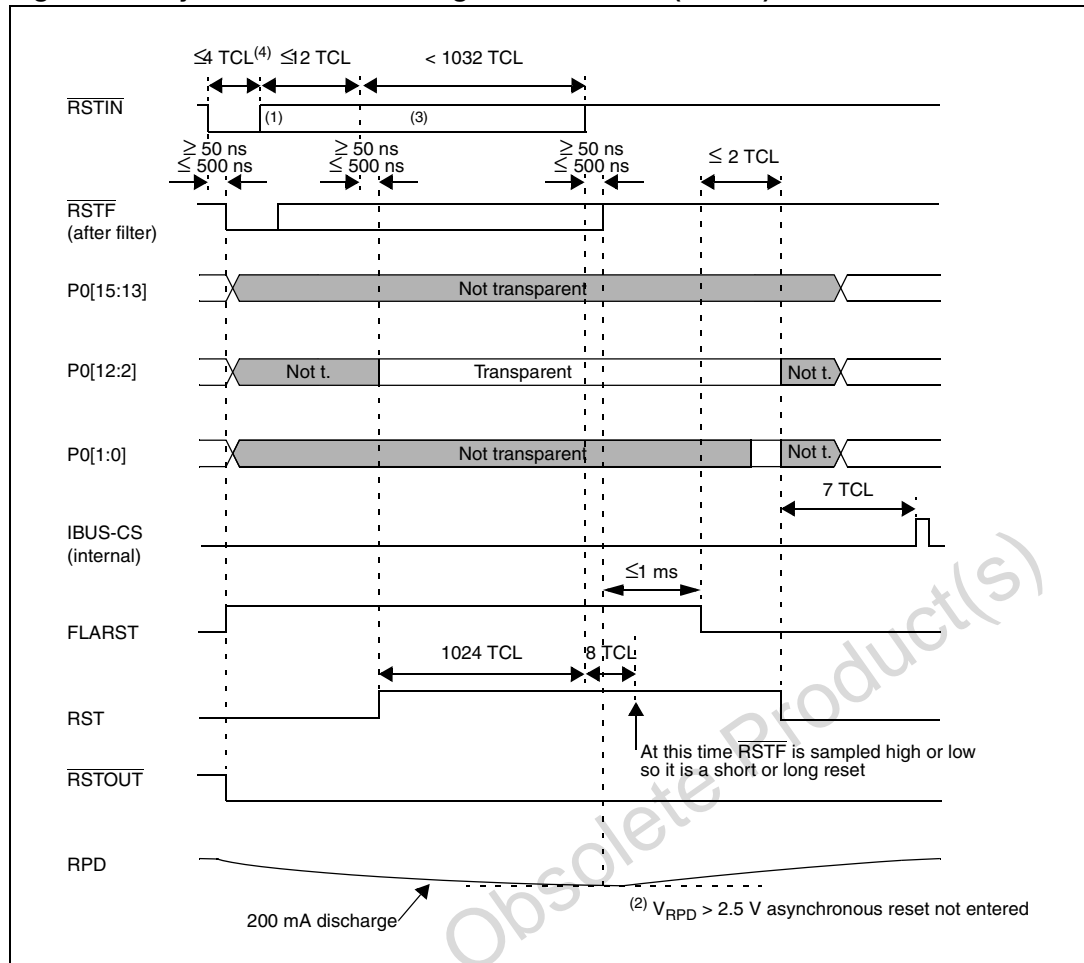 ≤4 TCL(4) ≤12 TCL < 1032 TCL
RSTIN
(1) (3)
≥ 50 ns ≥ 50 ns ≥ 50 ns
≤ 500 ns ≤ 500 ns ≤ 500 ns
≤ 2 TCL
RSTF
(after filter)
P0[15:13] Not transparent
P0[12:2] Not t. Transparent Not t.
P0[1:0] Not transparent Not t.
7 TCL
IBUS-CS
(internal)
≤1 ms
FLARST
1024 TCL 8 TCL
RST
At this time RSTF is sampled high or low
so it is a short or long reset
RSTOUT
RPD
200 mA discharge
(2) VRPD > 2.5 V asynchronous reset not entered
Obsolete Product(s)